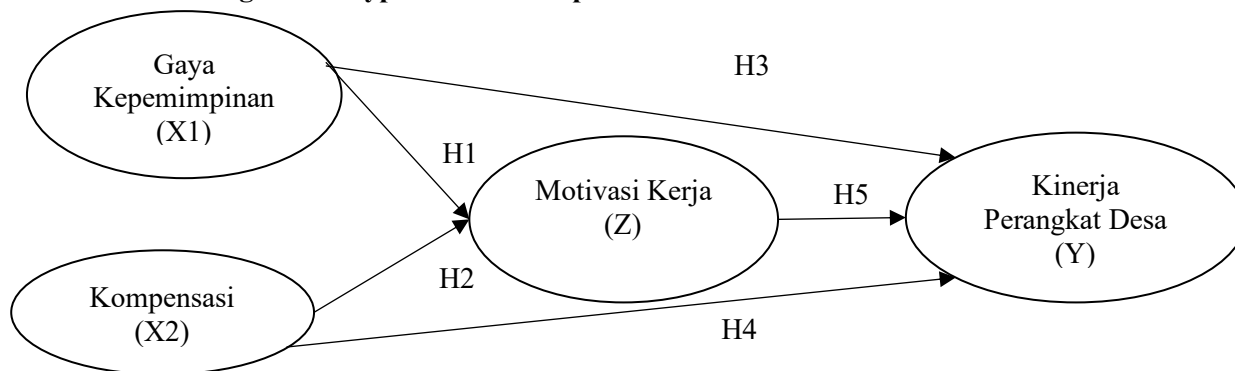 Gaya
Kepemimpinan
(X1)
H3
H1
Motivasi Kerja
(Z)
H5
Kinerja
Perangkat Desa
(Y)
H2
Kompensasi
(X2)
H4